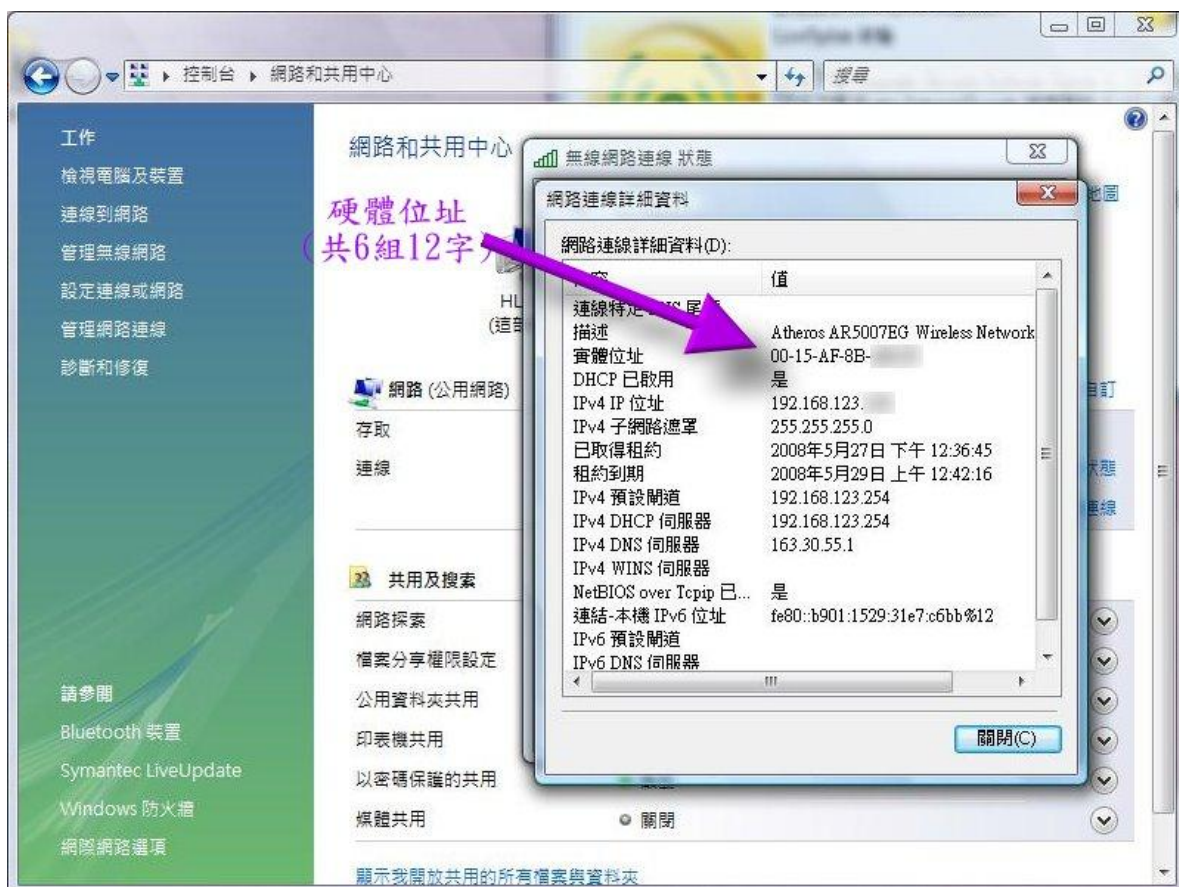 控制台 ▸ 網路和共用中心
搜尋
工作
檢視電腦及裝置
連線到網路
管理無線網路
設定連線或網路
管理網路連線
診斷和修復
請參閱
Bluetooth 裝置
Symantec LiveUpdate
Windows 防火牆
網際網路選項
網路和共用中心
地圖
硬體位址
(共6組12字)
HL
(這部
網路 (公用網路)
自訂
存取
連線
狀態
連線
共用及搜索
網路探索
檔案分享權限設定
公用資料夾共用
印表機共用
以密碼保護的共用
媒體共用
關閉
顯示我開放共用的所有檔案與資料夾
無線網路連線 狀態
網路連線詳細資料
網路連線詳細資料(D):
值
連線特定
描述 Atheros AR5007EG Wireless Network
實體位址 00-15-AF-8B-
DHCP 已啟用 是
IPv4 IP 位址 192.168.123.
IPv4 子網路遮罩 255.255.255.0
已取得租約 2008年5月27日 下午 12:36:45
租約到期 2008年5月29日 上午 12:42:16
IPv4 預設閘道 192.168.123.254
IPv4 DHCP 伺服器 192.168.123.254
IPv4 DNS 伺服器 163.30.55.1
IPv4 WINS 伺服器
NetBIOS over Tcpip 已... 是
連結-本機 IPv6 位址 fe80::b901:1529:31e7:c6bb%12
IPv6 預設閘道
IPv6 DNS 伺服器
關閉(C)